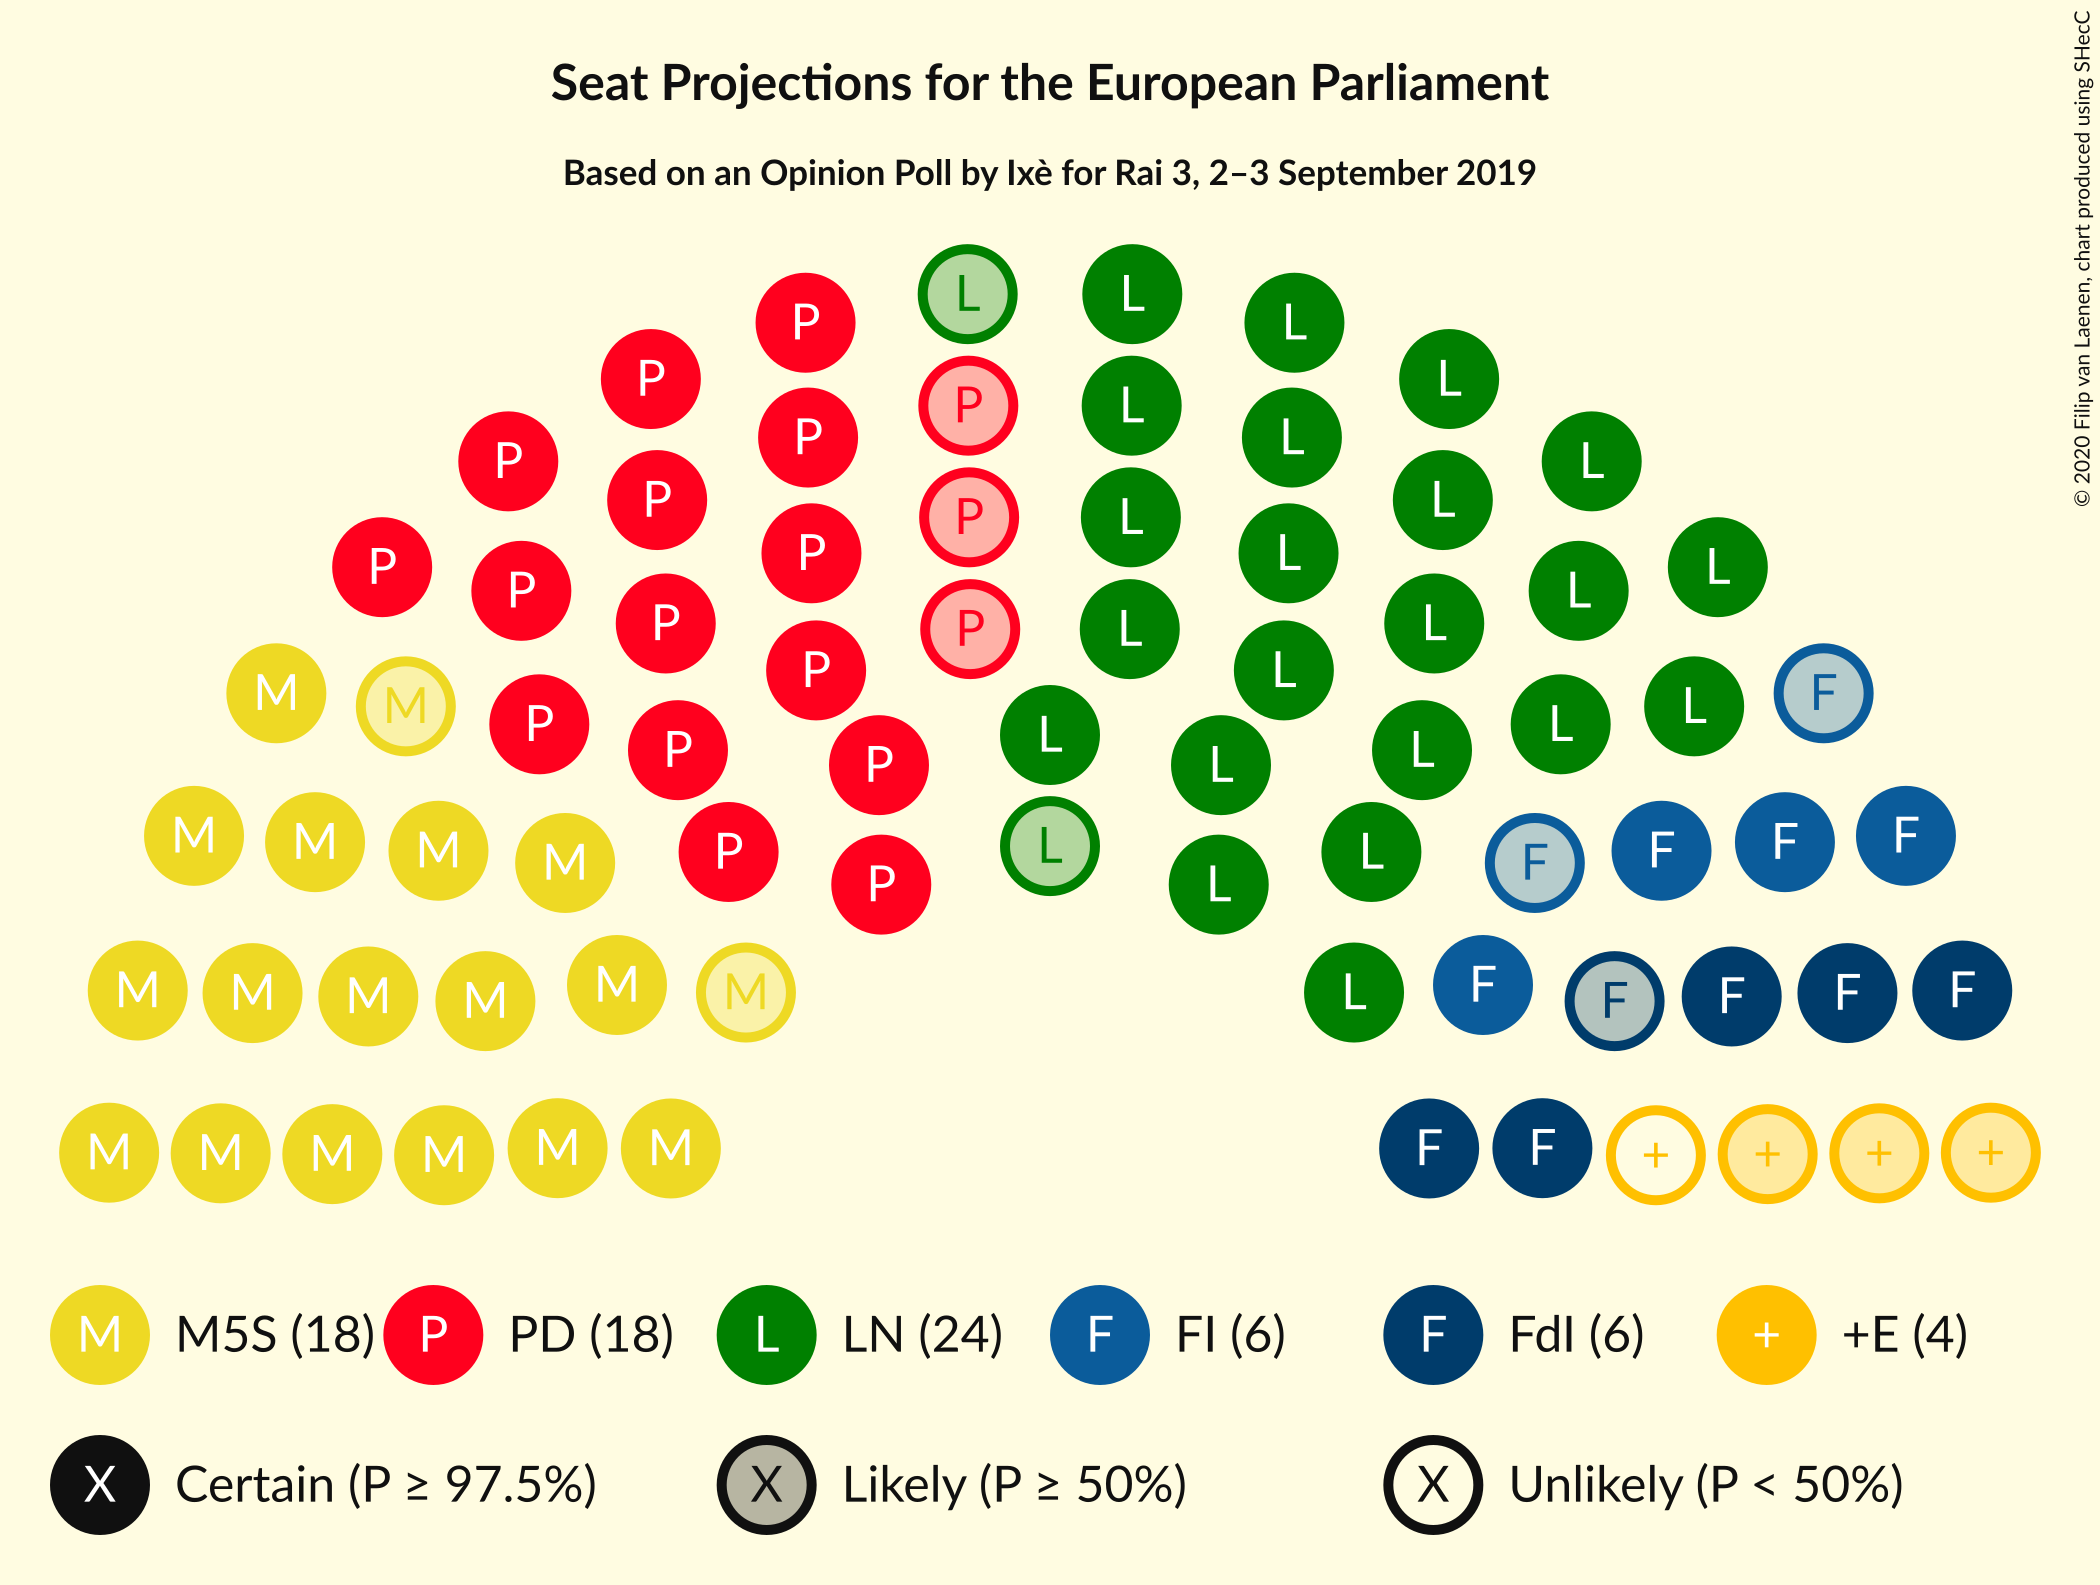 Seat Projections for the European Parliament
Based on an Opinion Poll by Ixè for Rai 3, 2–3 September 2019
© 2020 Filip van Laenen, chart produced using SHecC
L L
P L
P P L
P P L L
P L
P P L L
P P L
P L
P P L L
P P L L
M M P L L F
P P L L
P L L
M M M M P L L F F F F
P L
M M M M M M L F F F F F
M M M M M M F F + + + +
M M5S (18) P PD (18) L LN (24) F FI (6) F FdI (6) + +E (4)
X Certain (P ≥ 97.5%) X Likely (P ≥ 50%) X Unlikely (P < 50%)